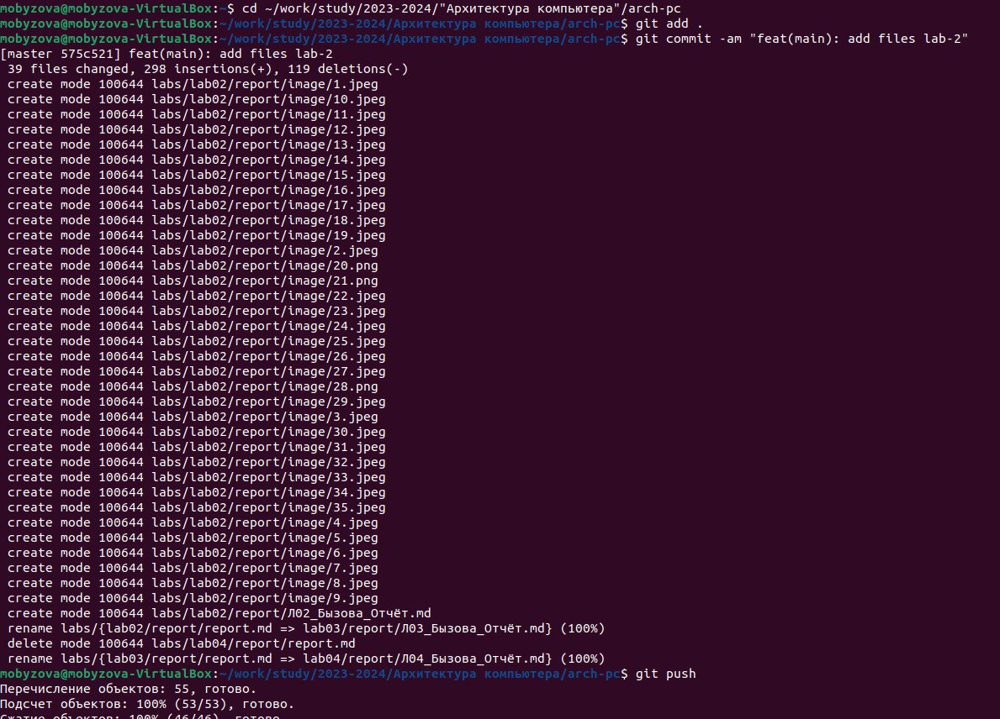 mobyzova@mobyzova-VirtualBox:~$ cd ~/work/study/2023-2024/"Архитектура компьютера"/arch-pc
mobyzova@mobyzova-VirtualBox:~/work/study/2023-2024/Архитектура компьютера/arch-pc$ git add .
mobyzova@mobyzova-VirtualBox:~/work/study/2023-2024/Архитектура компьютера/arch-pc$ git commit -am "feat(main): add files lab-2"
[master 575c521] feat(main): add files lab-2
 39 files changed, 298 insertions(+), 119 deletions(-)
 create mode 100644 labs/lab02/report/image/1.jpeg
 create mode 100644 labs/lab02/report/image/10.jpeg
 create mode 100644 labs/lab02/report/image/11.jpeg
 create mode 100644 labs/lab02/report/image/12.jpeg
 create mode 100644 labs/lab02/report/image/13.jpeg
 create mode 100644 labs/lab02/report/image/14.jpeg
 create mode 100644 labs/lab02/report/image/15.jpeg
 create mode 100644 labs/lab02/report/image/16.jpeg
 create mode 100644 labs/lab02/report/image/17.jpeg
 create mode 100644 labs/lab02/report/image/18.jpeg
 create mode 100644 labs/lab02/report/image/19.jpeg
 create mode 100644 labs/lab02/report/image/2.jpeg
 create mode 100644 labs/lab02/report/image/20.png
 create mode 100644 labs/lab02/report/image/21.png
 create mode 100644 labs/lab02/report/image/22.jpeg
 create mode 100644 labs/lab02/report/image/23.jpeg
 create mode 100644 labs/lab02/report/image/24.jpeg
 create mode 100644 labs/lab02/report/image/25.jpeg
 create mode 100644 labs/lab02/report/image/26.jpeg
 create mode 100644 labs/lab02/report/image/27.jpeg
 create mode 100644 labs/lab02/report/image/28.png
 create mode 100644 labs/lab02/report/image/29.jpeg
 create mode 100644 labs/lab02/report/image/3.jpeg
 create mode 100644 labs/lab02/report/image/30.jpeg
 create mode 100644 labs/lab02/report/image/31.jpeg
 create mode 100644 labs/lab02/report/image/32.jpeg
 create mode 100644 labs/lab02/report/image/33.jpeg
 create mode 100644 labs/lab02/report/image/34.jpeg
 create mode 100644 labs/lab02/report/image/35.jpeg
 create mode 100644 labs/lab02/report/image/4.jpeg
 create mode 100644 labs/lab02/report/image/5.jpeg
 create mode 100644 labs/lab02/report/image/6.jpeg
 create mode 100644 labs/lab02/report/image/7.jpeg
 create mode 100644 labs/lab02/report/image/8.jpeg
 create mode 100644 labs/lab02/report/image/9.jpeg
 create mode 100644 labs/lab02/report/Л02_Бызова_Отчёт.md
 rename labs/{lab02/report/report.md => lab03/report/Л03_Бызова_Отчёт.md} (100%)
 delete mode 100644 labs/lab04/report/report.md
 rename labs/{lab03/report/report.md => lab04/report/Л04_Бызова_Отчёт.md} (100%)
mobyzova@mobyzova-VirtualBox:~/work/study/2023-2024/Архитектура компьютера/arch-pc$ git push
Перечисление объектов: 55, готово.
Подсчет объектов: 100% (53/53), готово.
Сжатие объектов: 100% (46/46), готово.